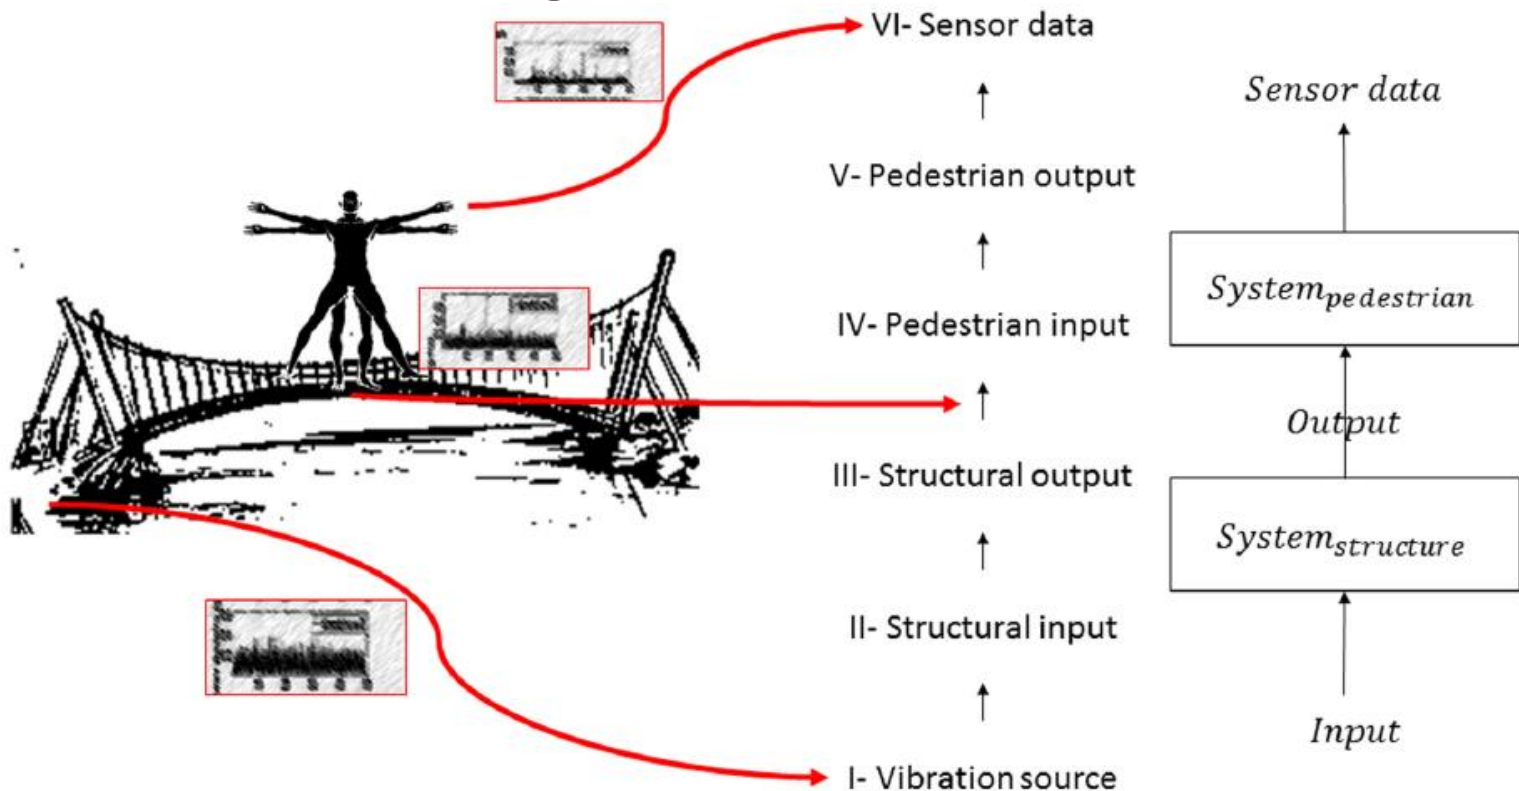 VI- Sensor data
V- Pedestrian output
IV- Pedestrian input
III- Structural output
II- Structural input
I- Vibration source
Sensor data
System_pedestrian
Output
System_structure
Input